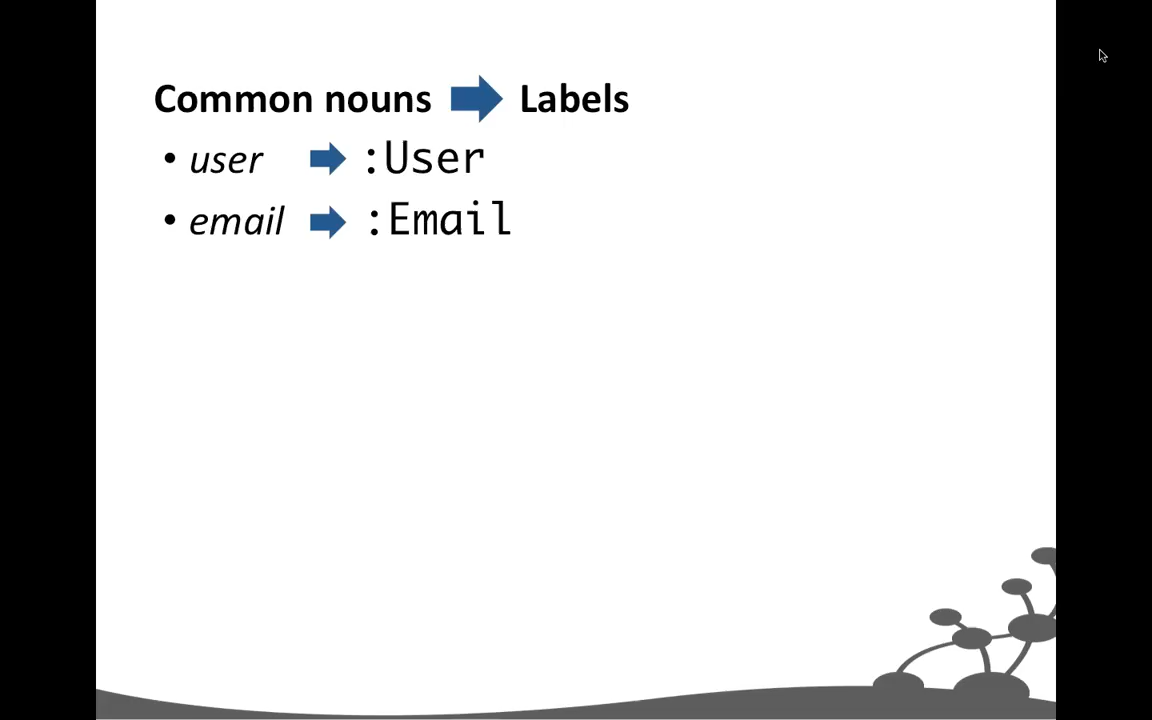 Common nouns Labels
• user :User
• email :Email